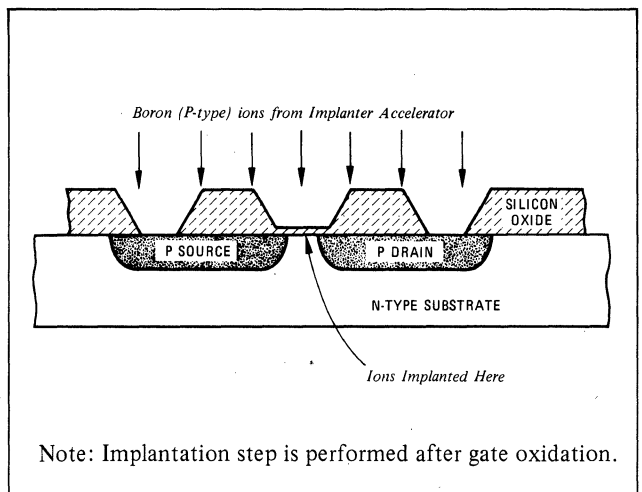 Boron (P-type) ions from Implanter Accelerator
SILICON
OXIDE
P SOURCE
P DRAIN
N-TYPE SUBSTRATE
Ions Implanted Here
Note: Implantation step is performed after gate oxidation.